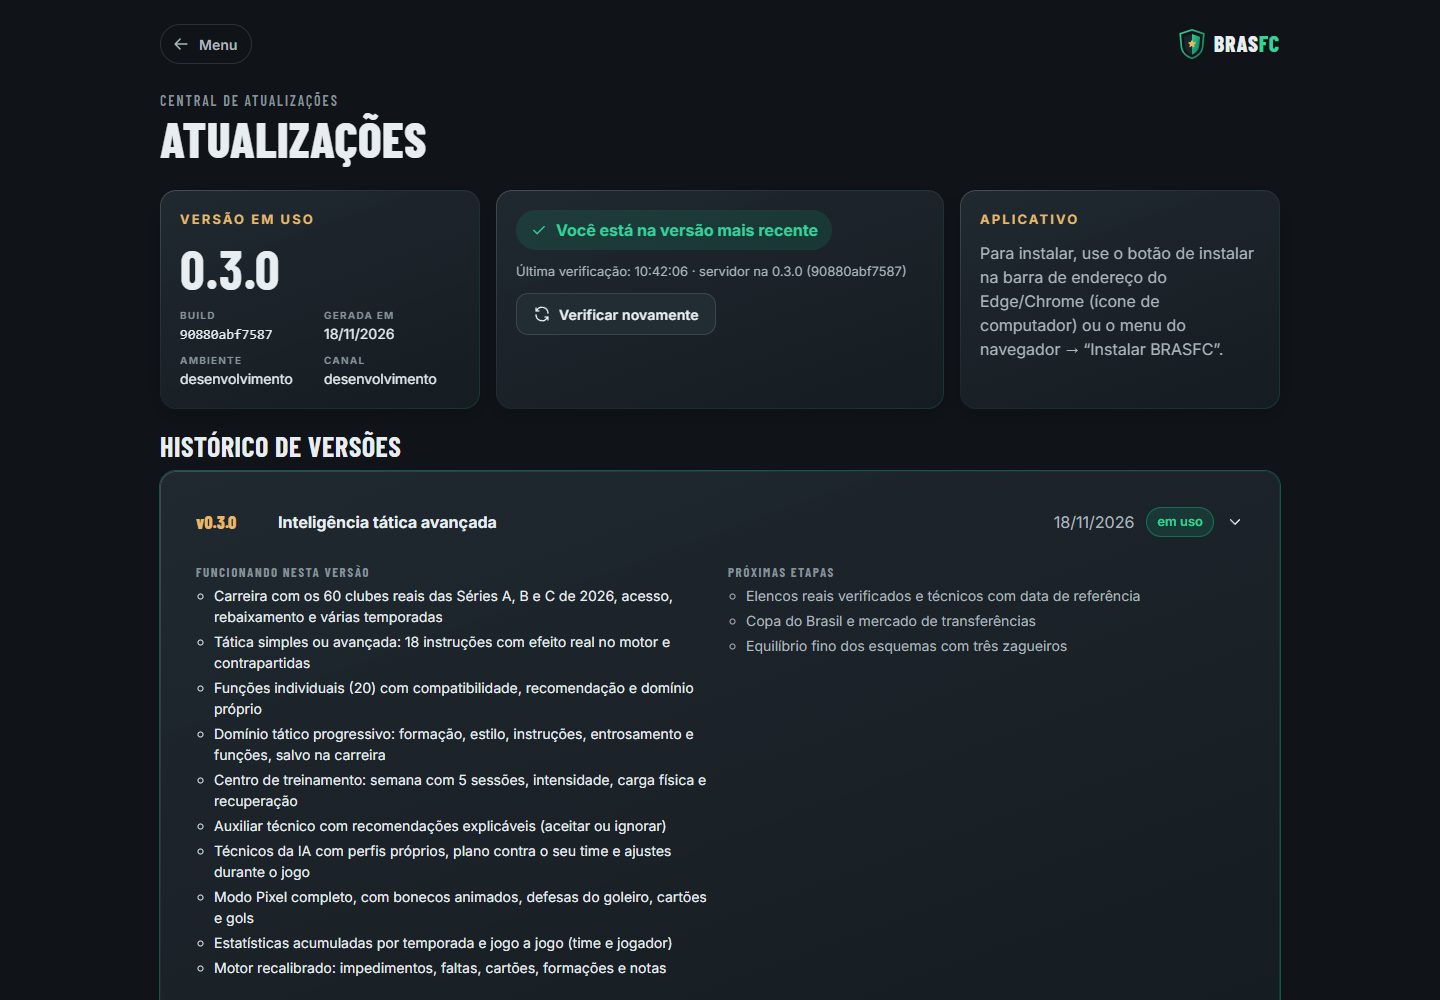 Menu
BRASFC
CENTRAL DE ATUALIZAÇÕES
ATUALIZAÇÕES
VERSÃO EM USO
0.3.0
BUILD
90880abf7587
GERADA EM
18/11/2026
AMBIENTE
desenvolvimento
CANAL
desenvolvimento
Você está na versão mais recente
Última verificação: 10:42:06 · servidor na 0.3.0 (90880abf7587)
Verificar novamente
APLICATIVO
Para instalar, use o botão de instalar
na barra de endereço do
Edge/Chrome (ícone de
computador) ou o menu do
navegador → “Instalar BRASFC”.
HISTÓRICO DE VERSÕES
v0.3.0
Inteligência tática avançada
18/11/2026
em uso
FUNCIONANDO NESTA VERSÃO
Carreira com os 60 clubes reais das Séries A, B e C de 2026, acesso,
rebaixamento e várias temporadas
Tática simples ou avançada: 18 instruções com efeito real no motor e
contrapartidas
Funções individuais (20) com compatibilidade, recomendação e domínio
próprio
Domínio tático progressivo: formação, estilo, instruções, entrosamento e
funções, salvo na carreira
Centro de treinamento: semana com 5 sessões, intensidade, carga física e
recuperação
Auxiliar técnico com recomendações explicáveis (aceitar ou ignorar)
Técnicos da IA com perfis próprios, plano contra o seu time e ajustes
durante o jogo
Modo Pixel completo, com bonecos animados, defesas do goleiro, cartões
e gols
Estatísticas acumuladas por temporada e jogo a jogo (time e jogador)
Motor recalibrado: impedimentos, faltas, cartões, formações e notas
PRÓXIMAS ETAPAS
Elencos reais verificados e técnicos com data de referência
Copa do Brasil e mercado de transferências
Equilíbrio fino dos esquemas com três zagueiros